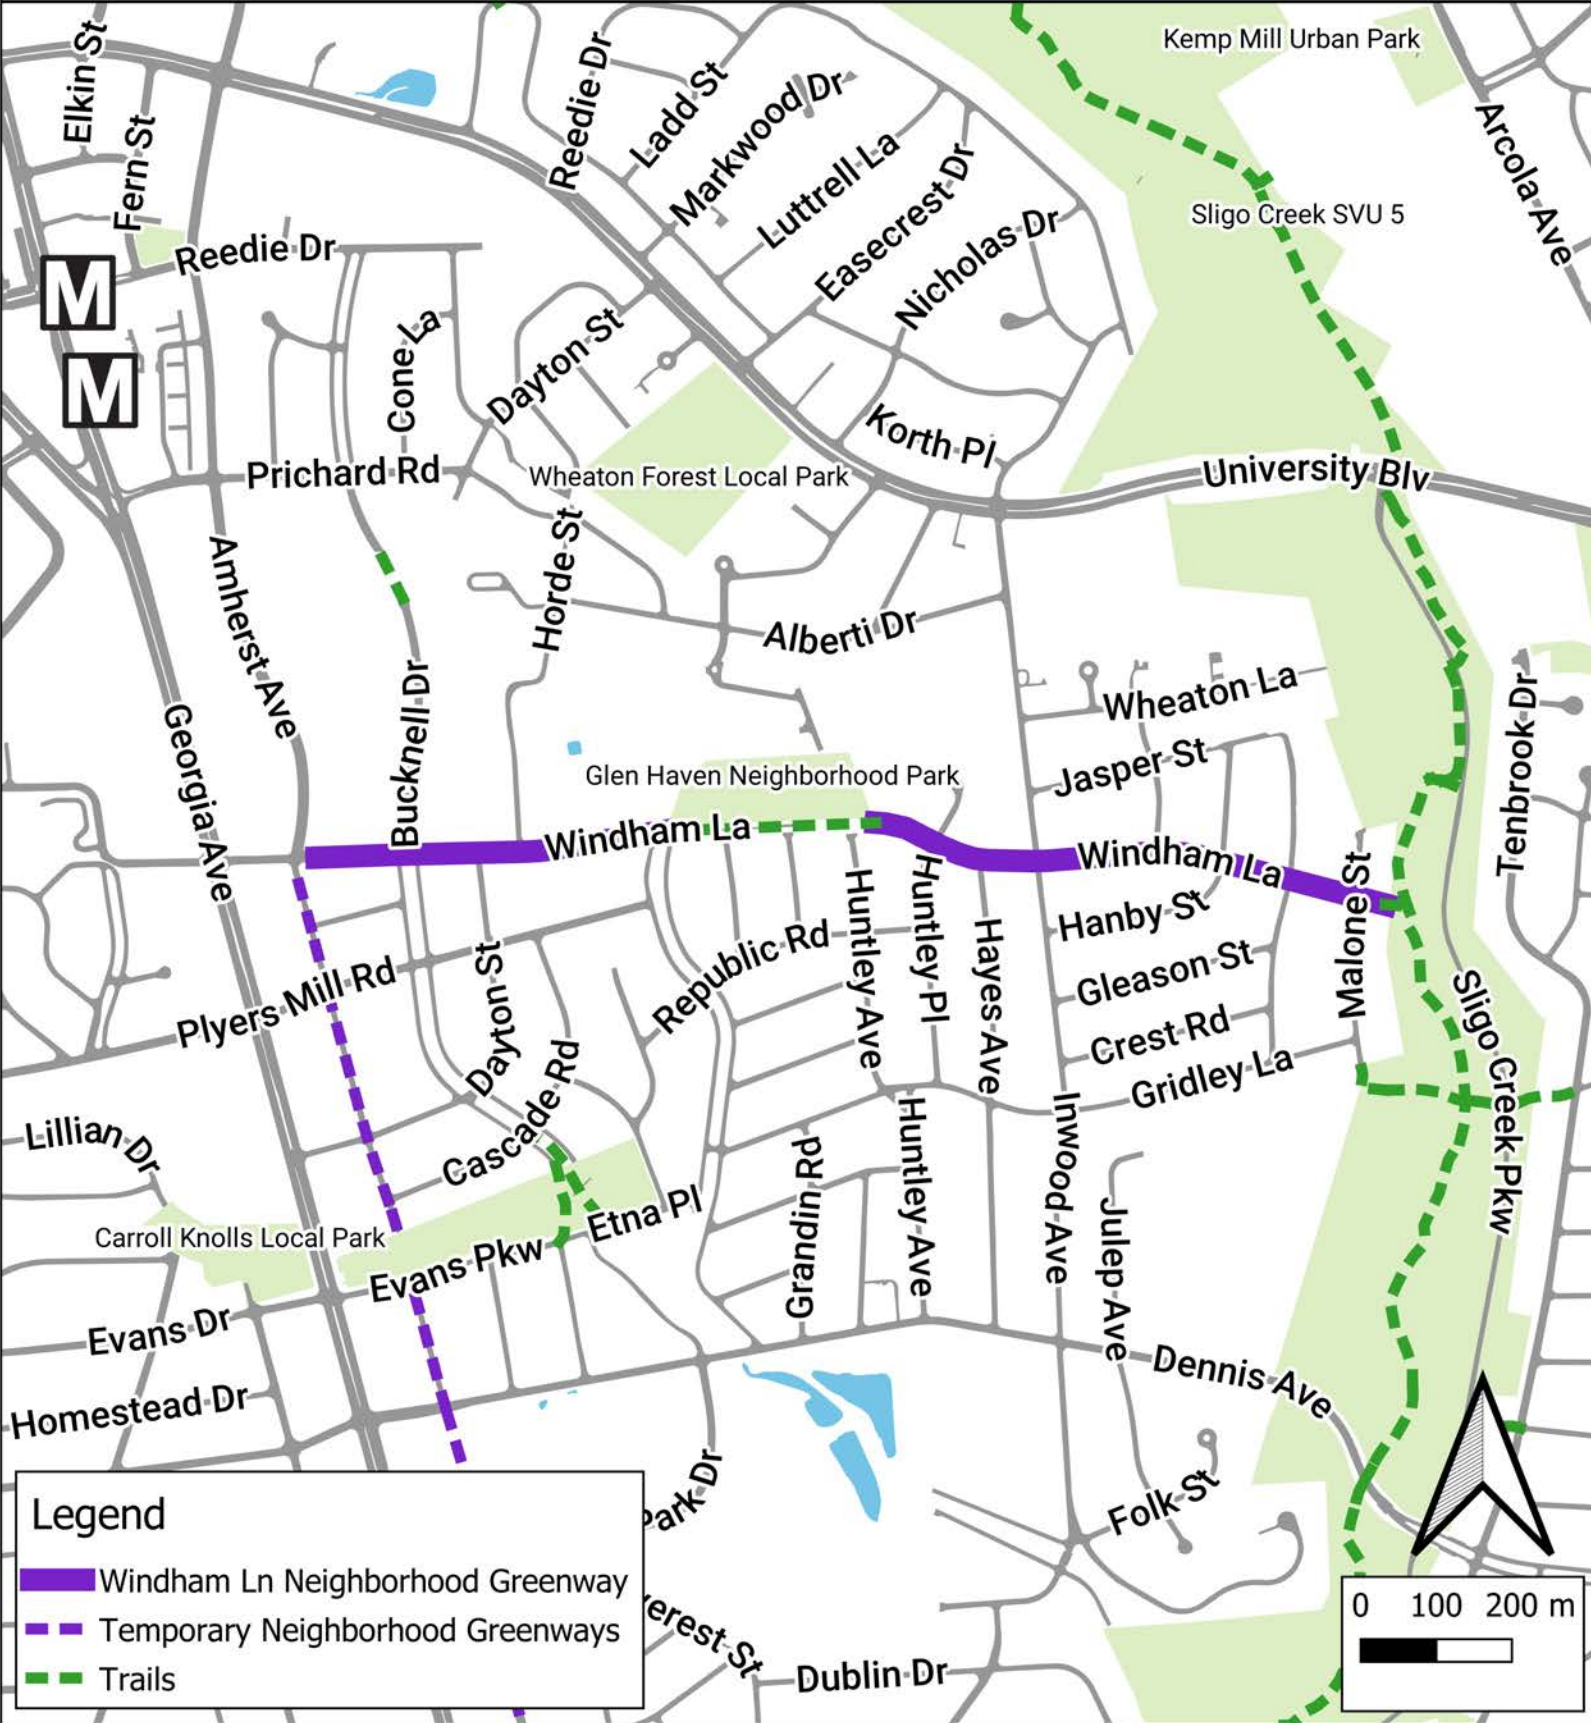 Kemp Mill Urban Park
Elkin St
Fern St
Reedie Dr
Ladd St
Markwood Dr
Luttrell La
Easecrest Dr
Nicholas Dr
Arcola Ave
Sligo Creek SVU 5
Reedie Dr
M
M
Cone La
Dayton St
Korth Pl
Prichard Rd
Wheaton Forest Local Park
University Blv
Amherst Ave
Horde St
Alberti Dr
Georgia Ave
Bucknell Dr
Wheaton La
Tenbrook Dr
Jasper St
Glen Haven Neighborhood Park
Windham La
Windham La
Malone St
Huntley Ave
Huntley Pl
Hayes Ave
Hanby St
Gleason St
Crest Rd
Gridley La
Republic Rd
Dayton St
Plyers Mill Rd
Cascade Rd
Sligo Creek Pkw
Lillian Dr
Etna Pl
Grandin Rd
Huntley Ave
Inwood Ave
Julep Ave
Carroll Knolls Local Park
Evans Pkw
Evans Dr
Dennis Ave
Homestead Dr
Park Dr
Folk St
verest St
Dublin Dr
Legend
Windham Ln Neighborhood Greenway
Temporary Neighborhood Greenways
Trails
0 100 200 m